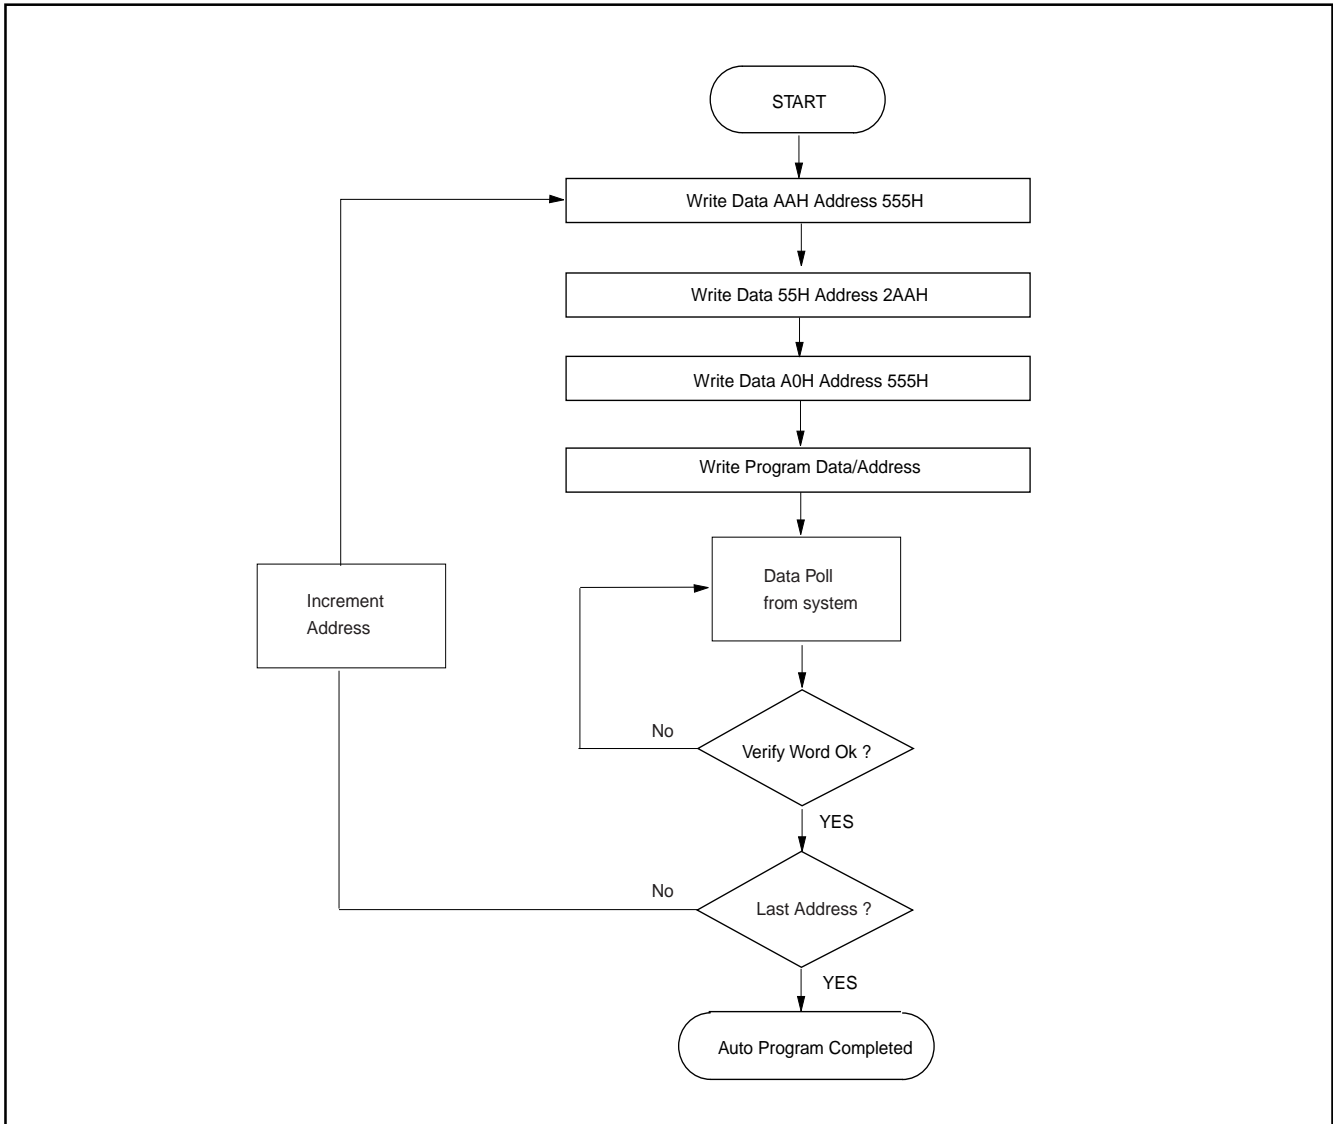 START
Write Data AAH Address 555H
Write Data 55H Address 2AAH
Write Data A0H Address 555H
Write Program Data/Address
Data Poll
from system
Increment
Address
No
Verify Word Ok ?
YES
No
Last Address ?
YES
Auto Program Completed